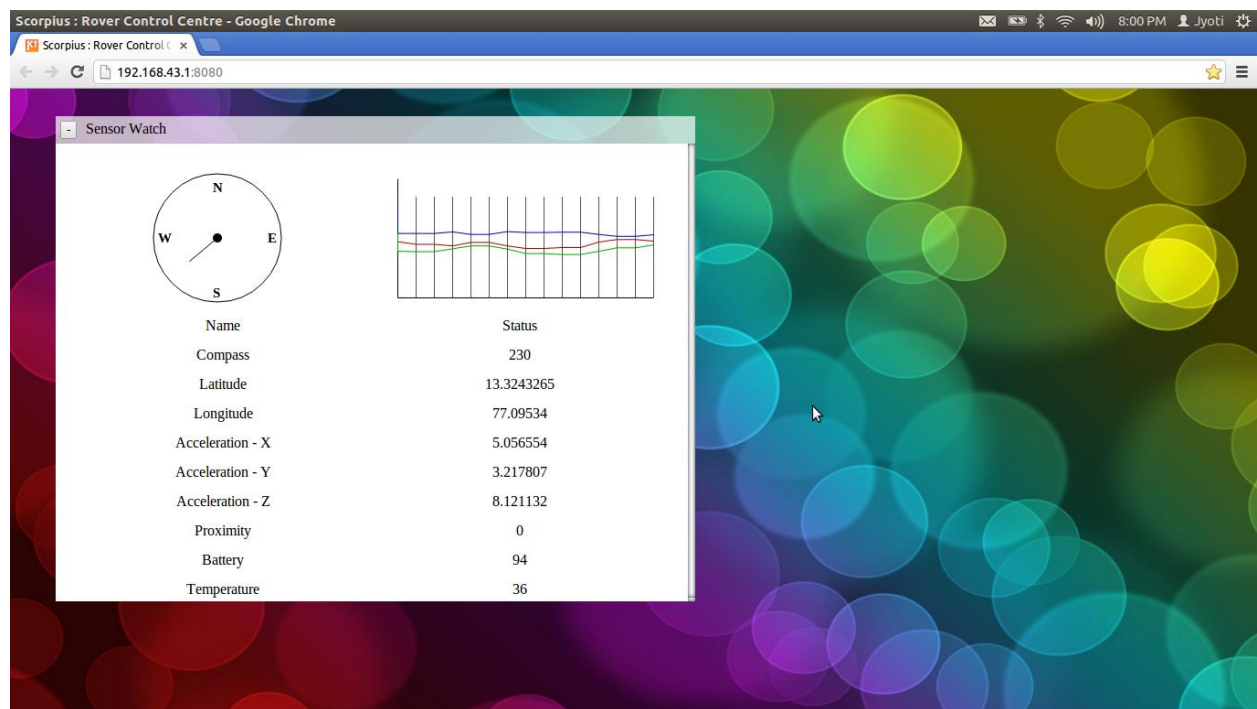 Scorpius : Rover Control Centre - Google Chrome
8:00 PM Jyoti
Scorpius : Rover Control C
192.168.43.1:8080
- Sensor Watch
N
W E
S
Name Status
Compass 230
Latitude 13.3243265
Longitude 77.09534
Acceleration - X 5.056554
Acceleration - Y 3.217807
Acceleration - Z 8.121132
Proximity 0
Battery 94
Temperature 36